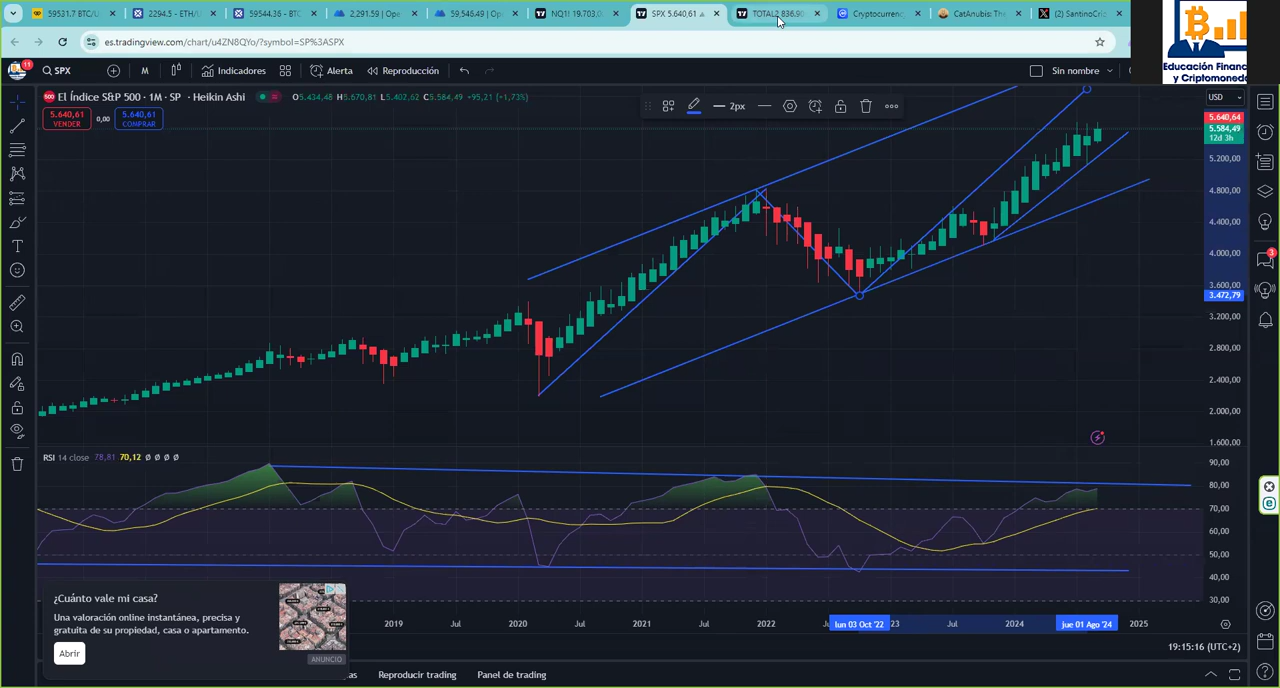 59531.7 BTC/U
2294.5 - ETH/U
59544.36 - BTC
2,291.59 | Ope
59,546.49 | Ope
NQ1! 19.703,0
SPX 5.640,61
TOTAL2 836.90
Cryptocurrenc
CatAnubis: The
(2) SantinoCri
es.tradingview.com/chart/u4ZN8QYo/?symbol=SP%3ASPX
Educación Financ
y Criptomoned
11
SPX
M
Indicadores
Alerta
Reproducción
Sin nombre
500
El Índice S&P 500 · 1M · SP · Heikin Ashi
O5.434,48 H5.670,81 L5.402,62 C5.584,49 +95,21 (+1,73%)
USD
5.640,61
VENDER
0,00
5.640,61
COMPRAR
2px
5.640,64
5.584,49
12d 3h
5.200,00
4.800,00
4.400,00
4.000,00
3.600,00
3.472,79
3.200,00
2.800,00
2.400,00
2.000,00
1.600,00
3
RSI 14 close 78,81 70,12 Ø Ø Ø Ø
90,00
80,00
70,00
60,00
50,00
40,00
30,00
¿Cuánto vale mi casa?
Una valoración online instantánea, precisa y
gratuita de su propiedad, casa o apartamento.
Abrir
ANUNCIO
2019
Jul
2020
Jul
2021
Jul
2022
lun 03 Oct '22
23
Jul
2024
jue 01 Ago '24
2025
19:15:16 (UTC+2)
as
Reproducir trading
Panel de trading